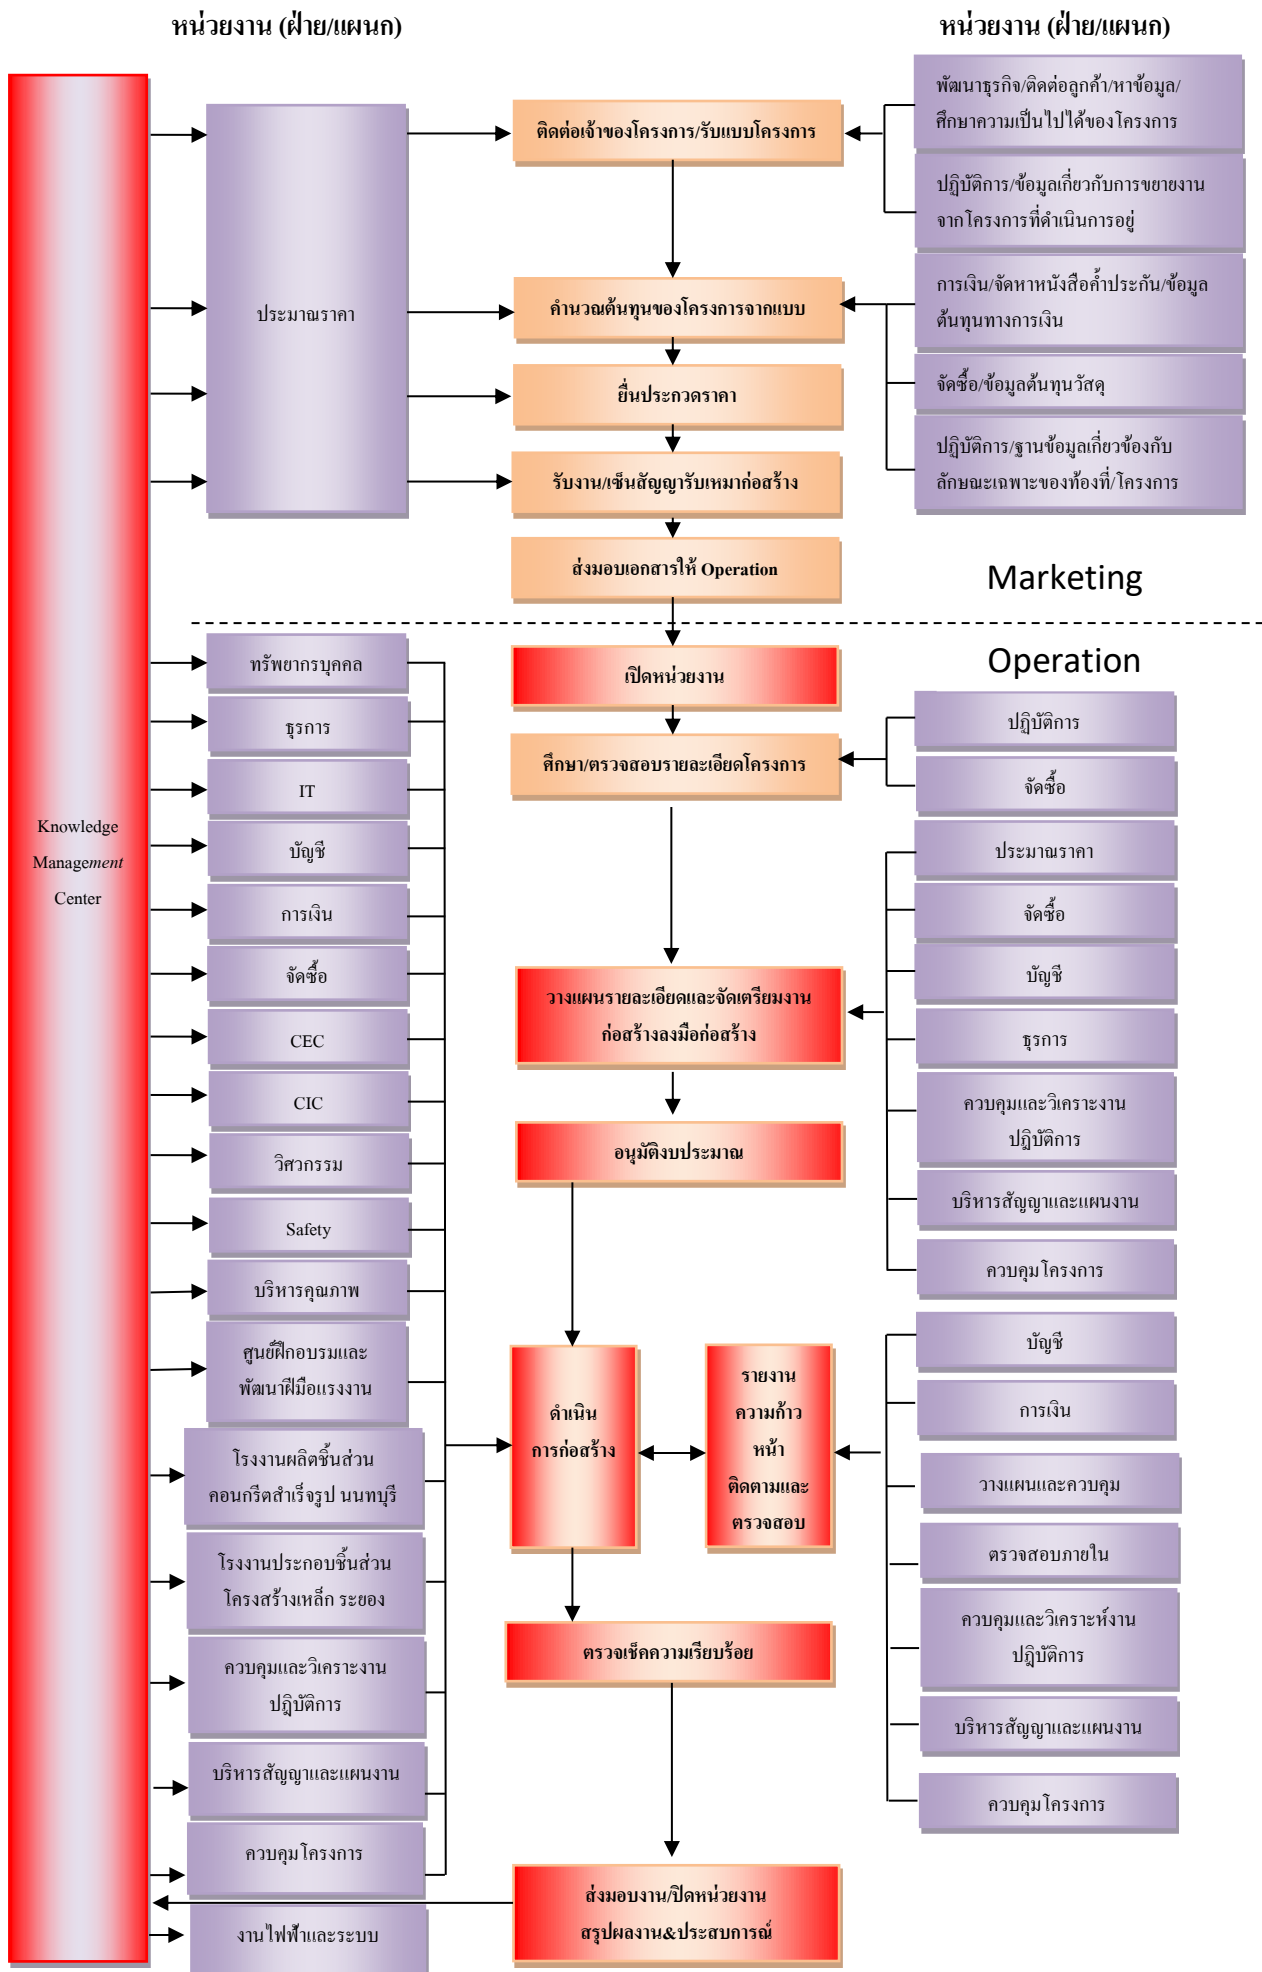 หน่วยงาน (ฝ่าย/แผนก)
หน่วยงาน (ฝ่าย/แผนก)
Knowledge
Management
Center
ประมาณราคา
ติดต่อเจ้าของโครงการ/รับแบบโครงการ
คำนวณต้นทุนของโครงการจากแบบ
ยื่นประกวดราคา
รับงาน/เซ็นสัญญารับเหมาก่อสร้าง
ส่งมอบเอกสารให้ Operation
พัฒนาธุรกิจ/ติดต่อลูกค้า/หาข้อมูล/
ศึกษาความเป็นไปได้ของโครงการ
ปฏิบัติการ/ข้อมูลเกี่ยวกับการขยายงาน
จากโครงการที่ดำเนินการอยู่
การเงิน/จัดหาหนังสือค้ำประกัน/ข้อมูล
ต้นทุนทางการเงิน
จัดซื้อ/ข้อมูลต้นทุนวัสดุ
ปฏิบัติการ/ฐานข้อมูลเกี่ยวข้องกับ
ลักษณะเฉพาะของท้องที่/โครงการ
Marketing
Operation
ทรัพยากรบุคคล
ธุรการ
IT
บัญชี
การเงิน
จัดซื้อ
CEC
CIC
วิศวกรรม
Safety
บริหารคุณภาพ
ศูนย์ฝึกอบรมและ
พัฒนาฝีมือแรงงาน
โรงงานผลิตชิ้นส่วน
คอนกรีตสำเร็จรูป นนทบุรี
โรงงานประกอบชิ้นส่วน
โครงสร้างเหล็ก ระยอง
ควบคุมและวิเคราะงาน
ปฎิบัติการ
บริหารสัญญาและแผนงาน
ควบคุมโครงการ
งานไฟฟ้าและระบบ
เปิดหน่วยงาน
ศึกษา/ตรวจสอบรายละเอียดโครงการ
วางแผนรายละเอียดและจัดเตรียมงาน
ก่อสร้างลงมือก่อสร้าง
อนุมัติงบประมาณ
ดำเนิน
การก่อสร้าง
รายงาน
ความก้าว
หน้า
ติดตามและ
ตรวจสอบ
ตรวจเช็คความเรียบร้อย
ส่งมอบงาน/ปิดหน่วยงาน
สรุปผลงาน&ประสบการณ์
ปฏิบัติการ
จัดซื้อ
ประมาณราคา
จัดซื้อ
บัญชี
ธุรการ
ควบคุมและวิเคราะงาน
ปฎิบัติการ
บริหารสัญญาและแผนงาน
ควบคุมโครงการ
บัญชี
การเงิน
วางแผนและควบคุม
ตรวจสอบภายใน
ควบคุมและวิเคราะห์งาน
ปฎิบัติการ
บริหารสัญญาและแผนงาน
ควบคุมโครงการ